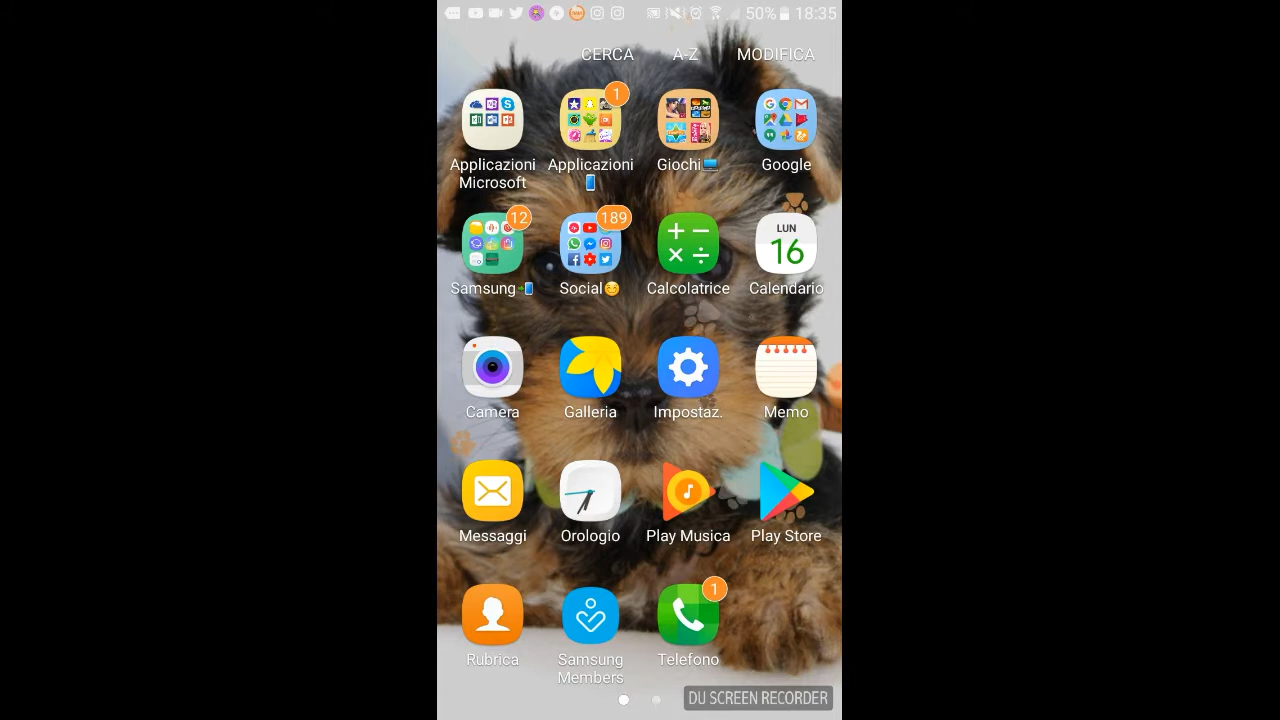 50% 18:35
CERCA A-Z MODIFICA
1
Applicazioni Microsoft
Applicazioni
Giochi
Google
12
189
LUN
16
Samsung
Social
Calcolatrice
Calendario
Camera
Galleria
Impostaz.
Memo
Messaggi
Orologio
Play Musica
Play Store
1
Rubrica
Samsung Members
Telefono
DU SCREEN RECORDER